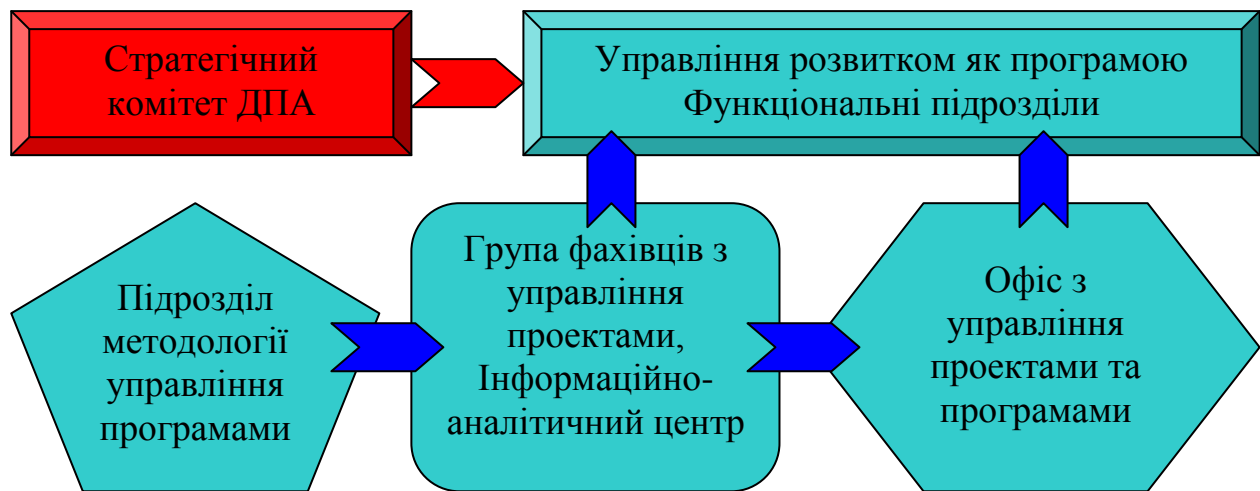 Стратегічний
комітет ДПА
Управління розвитком як програмою
Функціональні підрозділи
Підрозділ
методології
управління
програмами
Група фахівців з
управління
проектами,
Інформаційно-
аналітичний центр
Офіс з
управління
проектами та
програмами